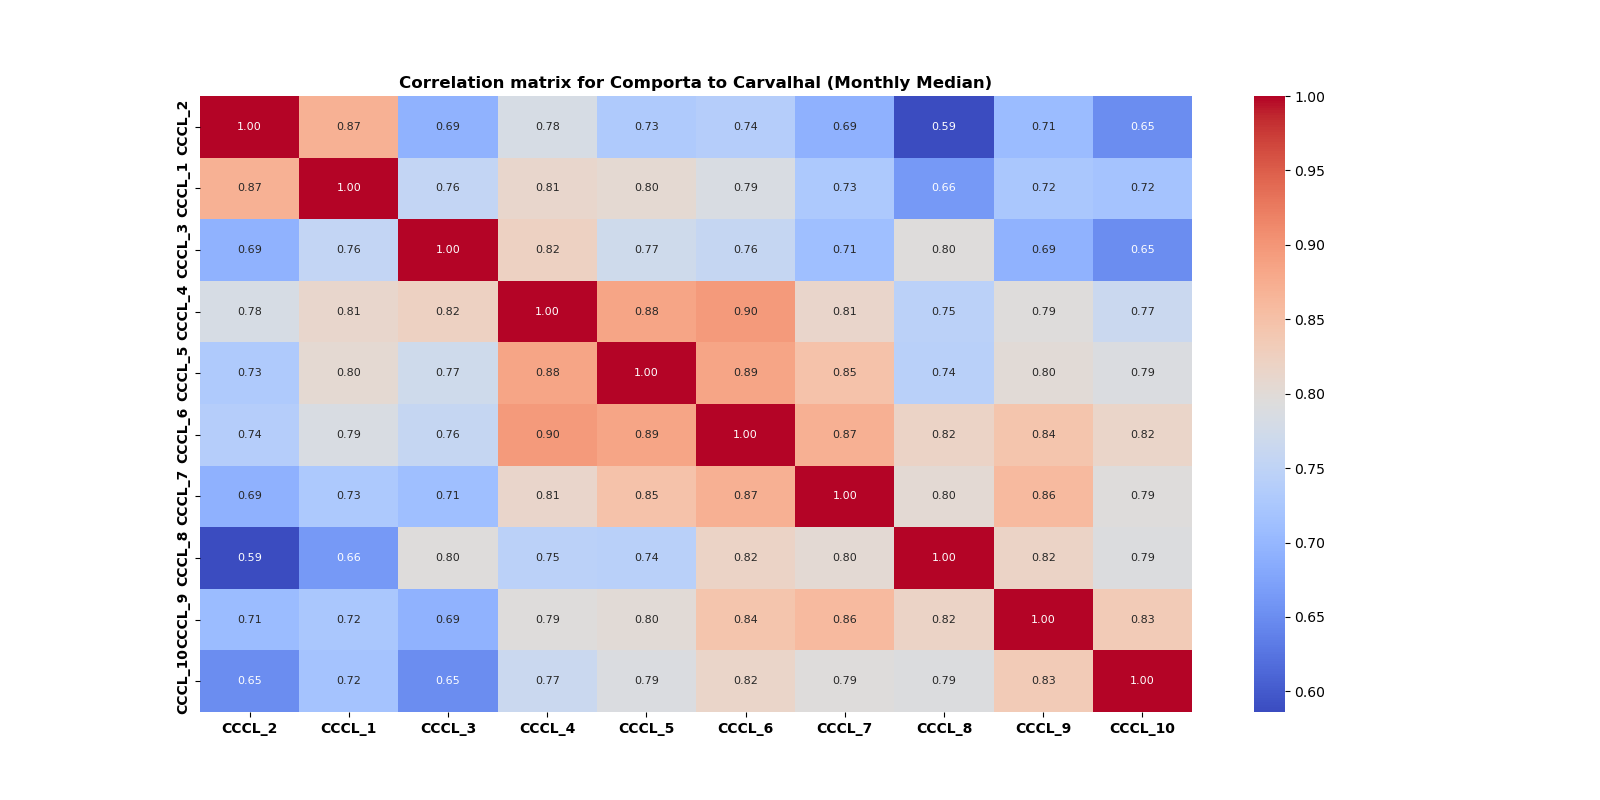 Correlation matrix for Comporta to Carvalhal (Monthly Median)
CCCL_2 1.00 0.87 0.69 0.78 0.73 0.74 0.69 0.59 0.71 0.65
CCCL_1 0.87 1.00 0.76 0.81 0.80 0.79 0.73 0.66 0.72 0.72
CCCL_3 0.69 0.76 1.00 0.82 0.77 0.76 0.71 0.80 0.69 0.65
CCCL_4 0.78 0.81 0.82 1.00 0.88 0.90 0.81 0.75 0.79 0.77
CCCL_5 0.73 0.80 0.77 0.88 1.00 0.89 0.85 0.74 0.80 0.79
CCCL_6 0.74 0.79 0.76 0.90 0.89 1.00 0.87 0.82 0.84 0.82
CCCL_7 0.69 0.73 0.71 0.81 0.85 0.87 1.00 0.80 0.86 0.79
CCCL_8 0.59 0.66 0.80 0.75 0.74 0.82 0.80 1.00 0.82 0.79
CCCL_9 0.71 0.72 0.69 0.79 0.80 0.84 0.86 0.82 1.00 0.83
CCCL_10 0.65 0.72 0.65 0.77 0.79 0.82 0.79 0.79 0.83 1.00
CCCL_2 CCCL_1 CCCL_3 CCCL_4 CCCL_5 CCCL_6 CCCL_7 CCCL_8 CCCL_9 CCCL_10
1.00
0.95
0.90
0.85
0.80
0.75
0.70
0.65
0.60